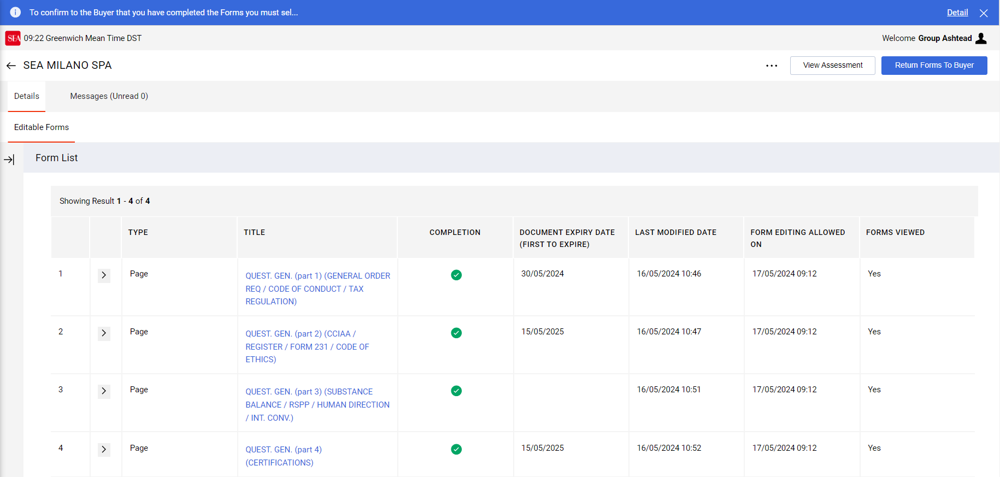 To confirm to the Buyer that you have completed the Forms you must sel...
Detail
SEA
09:22 Greenwich Mean Time DST
Welcome Group Ashtead
SEA MILANO SPA
View Assessment
Return Forms To Buyer
Details
Messages (Unread 0)
Editable Forms
Form List
Showing Result 1 - 4 of 4
TYPE
TITLE
COMPLETION
DOCUMENT EXPIRY DATE
(FIRST TO EXPIRE)
LAST MODIFIED DATE
FORM EDITING ALLOWED
ON
FORMS VIEWED
1
Page
QUEST. GEN. (part 1) (GENERAL ORDER
REQ / CODE OF CONDUCT / TAX
REGULATION)
30/05/2024
16/05/2024 10:46
17/05/2024 09:12
Yes
2
Page
QUEST. GEN. (part 2) (CCIAA /
REGISTER / FORM 231 / CODE OF
ETHICS)
15/05/2025
16/05/2024 10:47
17/05/2024 09:12
Yes
3
Page
QUEST. GEN. (part 3) (SUBSTANCE
BALANCE / RSPP / HUMAN DIRECTION
/ INT. CONV.)
16/05/2024 10:51
17/05/2024 09:12
Yes
4
Page
QUEST. GEN. (part 4)
(CERTIFICATIONS)
15/05/2025
16/05/2024 10:52
17/05/2024 09:12
Yes